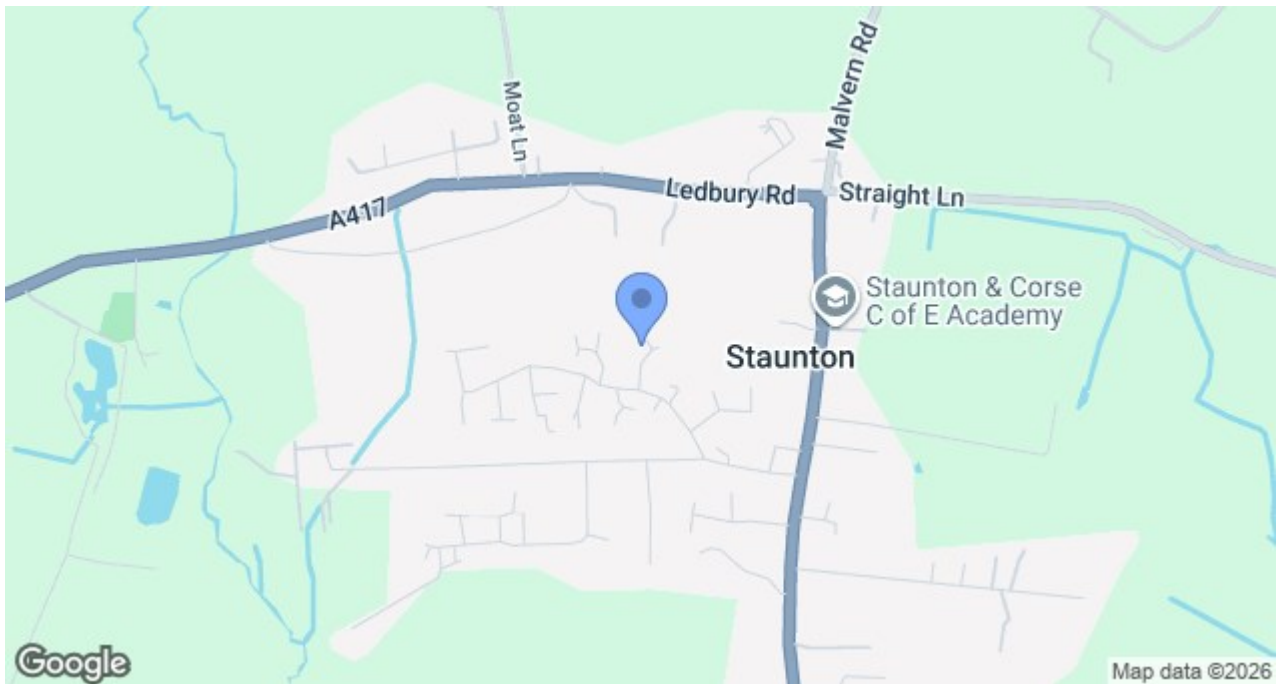 Moat Ln
Malvern Rd
Ledbury Rd
Straight Ln
A417
Staunton & Corse
C of E Academy
Staunton
Google
Map data ©2026